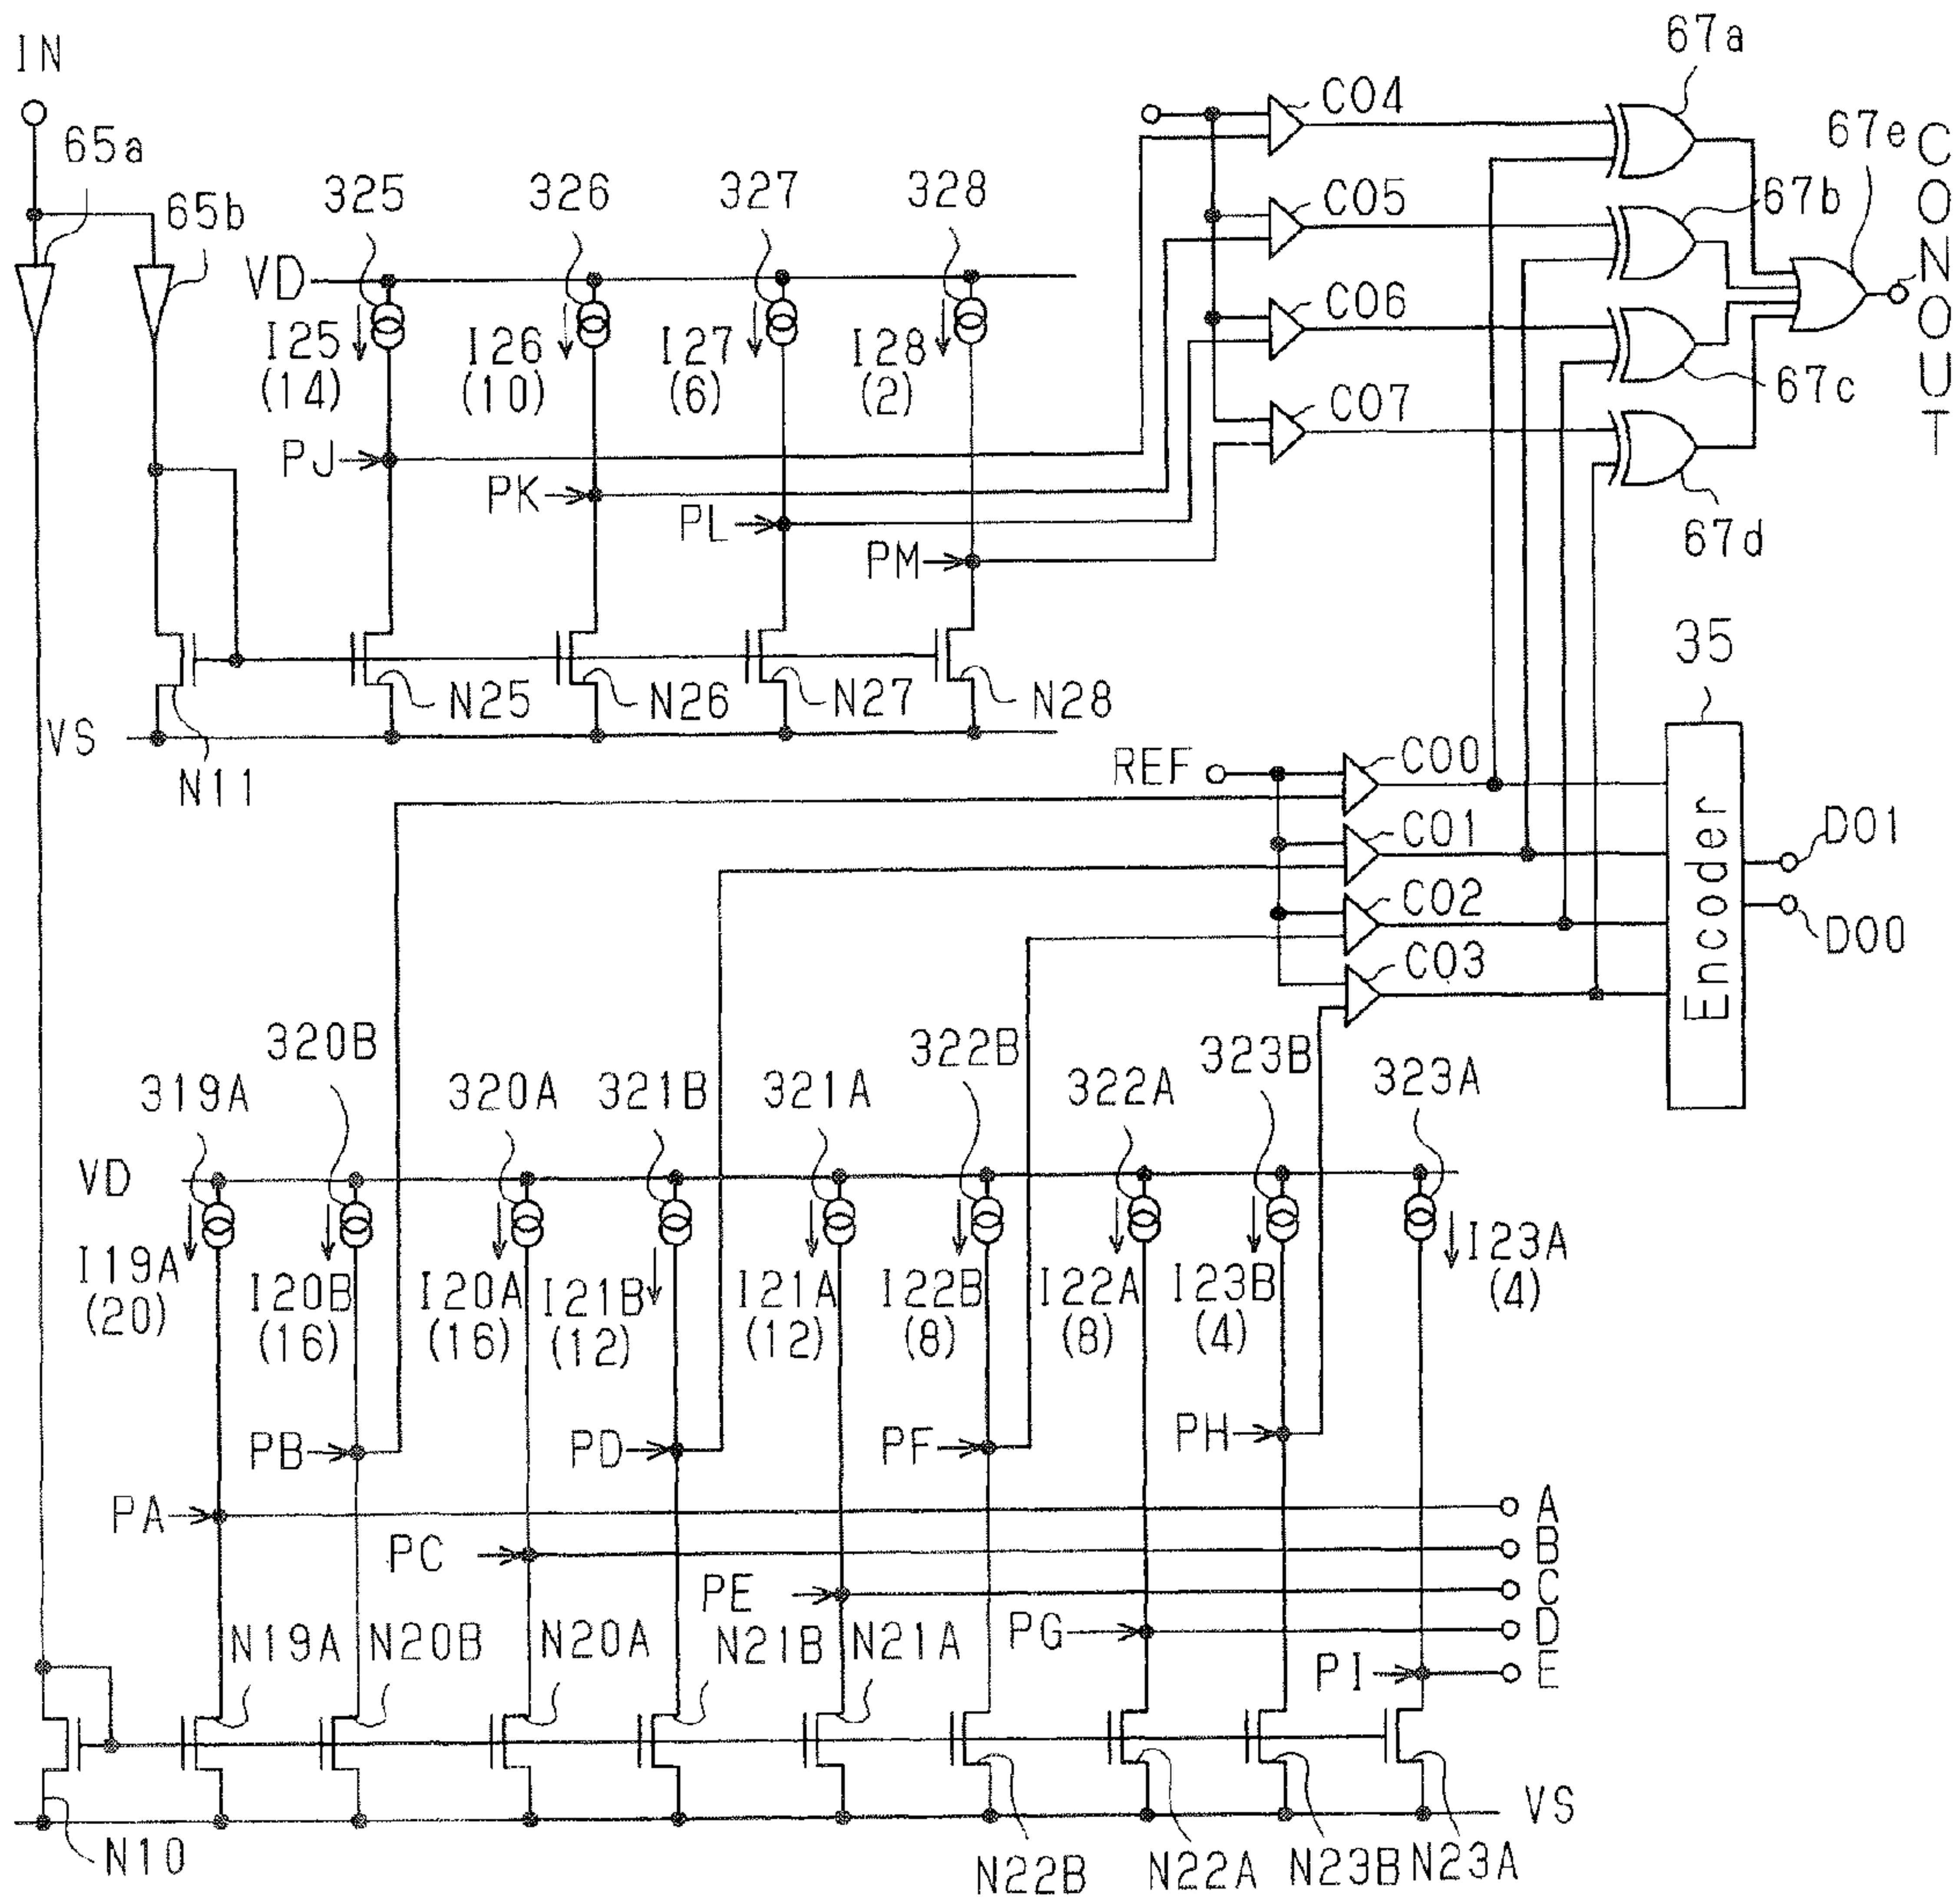 IN
65a
65b
325
326
327
328
VD
I25
(14)
I26
(10)
I27
(6)
I28
(2)
PJ
PK
PL
PM
N25
N26
N27
N28
VS
N11
CO4
CO5
CO6
CO7
67a
67b
67c
67d
67e
CONOUT
REF
CO0
CO1
CO2
CO3
35
Encoder
DO1
DO0
319A
320B
320A
321B
321A
322B
322A
323B
323A
VD
I19A
(20)
I20B
(16)
I20A
(16)
I21B
(12)
I21A
(12)
I22B
(8)
I22A
(8)
I23B
(4)
I23A
(4)
PB
PD
PF
PH
PA
PC
PE
PG
PI
A
B
C
D
E
N19A
N20B
N20A
N21B
N21A
VS
N10
N22B
N22A
N23B
N23A